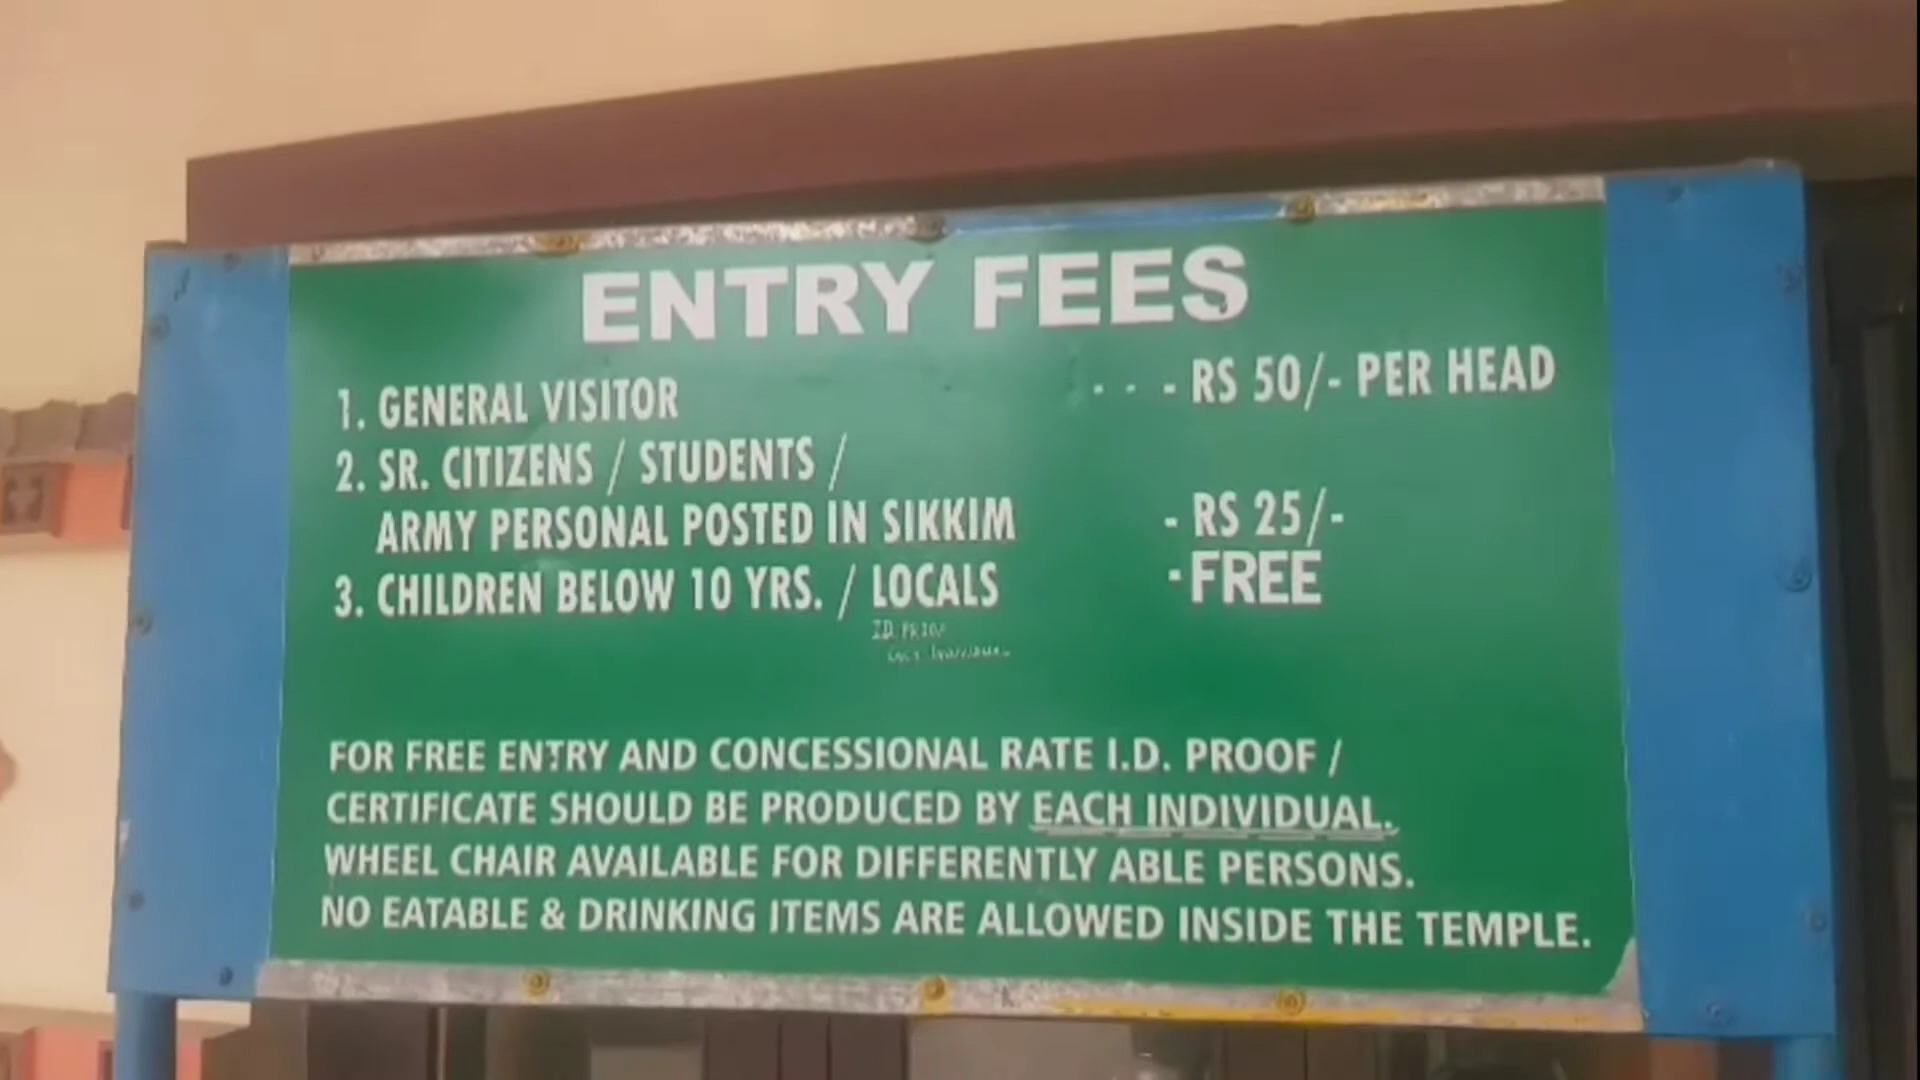 ENTRY FEES
1. GENERAL VISITOR - - - RS 50/- PER HEAD
2. SR. CITIZENS / STUDENTS /
ARMY PERSONAL POSTED IN SIKKIM - RS 25/-
3. CHILDREN BELOW 10 YRS. / LOCALS - FREE
ID PROOF
FOR FREE ENTRY AND CONCESSIONAL RATE I.D. PROOF /
CERTIFICATE SHOULD BE PRODUCED BY EACH INDIVIDUAL.
WHEEL CHAIR AVAILABLE FOR DIFFERENTLY ABLE PERSONS.
NO EATABLE & DRINKING ITEMS ARE ALLOWED INSIDE THE TEMPLE.